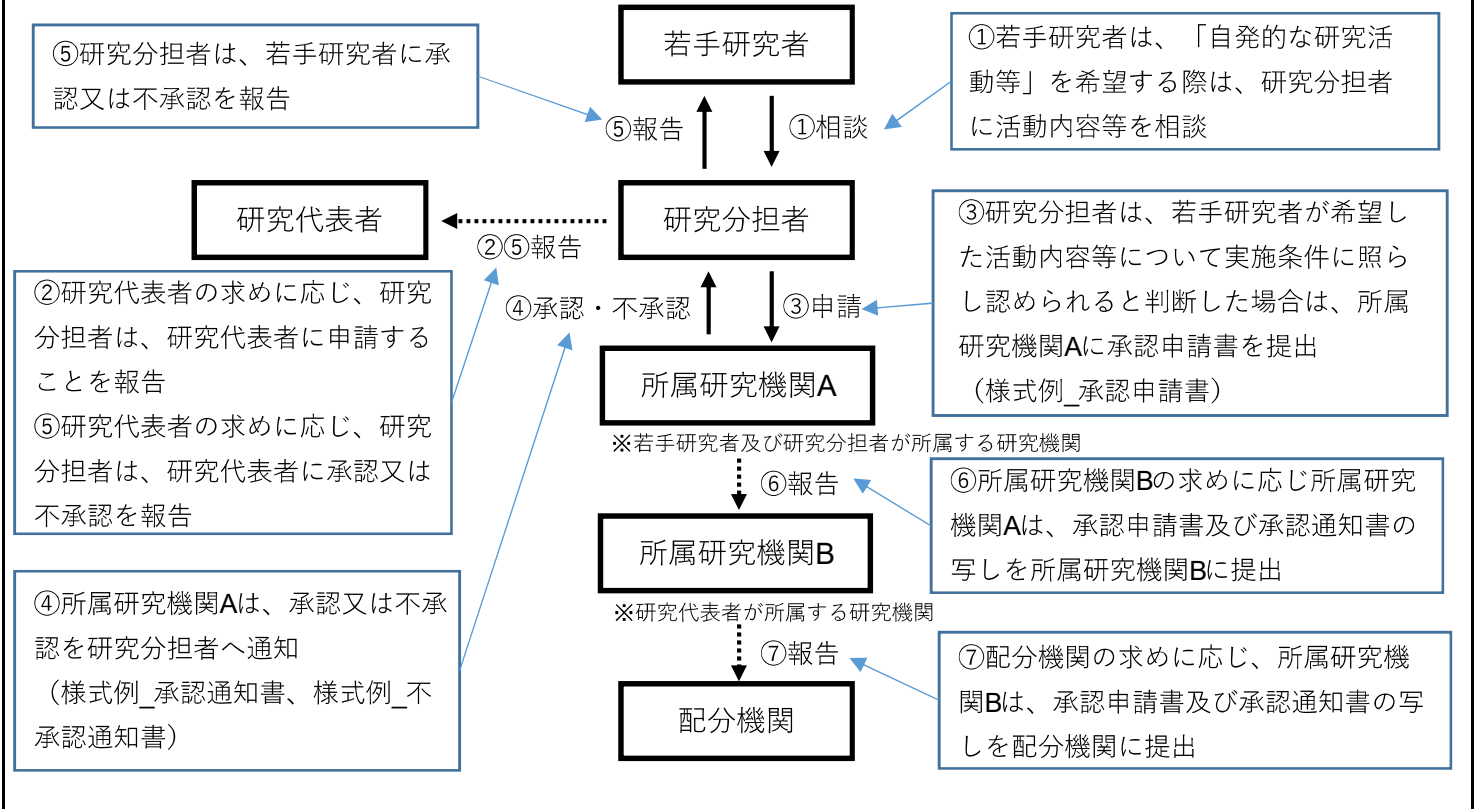 若手研究者
①若手研究者は、「自発的な研究活
動等」を希望する際は、研究分担者
に活動内容等を相談
⑤研究分担者は、若手研究者に承
認又は不承認を報告
⑤報告
①相談
研究代表者
研究分担者
②⑤報告
③研究分担者は、若手研究者が希望し
た活動内容等について実施条件に照ら
し認められると判断した場合は、所属
研究機関Aに承認申請書を提出
（様式例_承認申請書）
②研究代表者の求めに応じ、研究
分担者は、研究代表者に申請する
ことを報告
⑤研究代表者の求めに応じ、研究
分担者は、研究代表者に承認又は
不承認を報告
④承認・不承認
③申請
所属研究機関A
※若手研究者及び研究分担者が所属する研究機関
⑥報告
⑥所属研究機関Bの求めに応じ所属研究
機関Aは、承認申請書及び承認通知書の
写しを所属研究機関Bに提出
所属研究機関B
※研究代表者が所属する研究機関
④所属研究機関Aは、承認又は不承
認を研究分担者へ通知
（様式例_承認通知書、様式例_不
承認通知書）
⑦報告
⑦配分機関の求めに応じ、所属研究機
関Bは、承認申請書及び承認通知書の写
しを配分機関に提出
配分機関